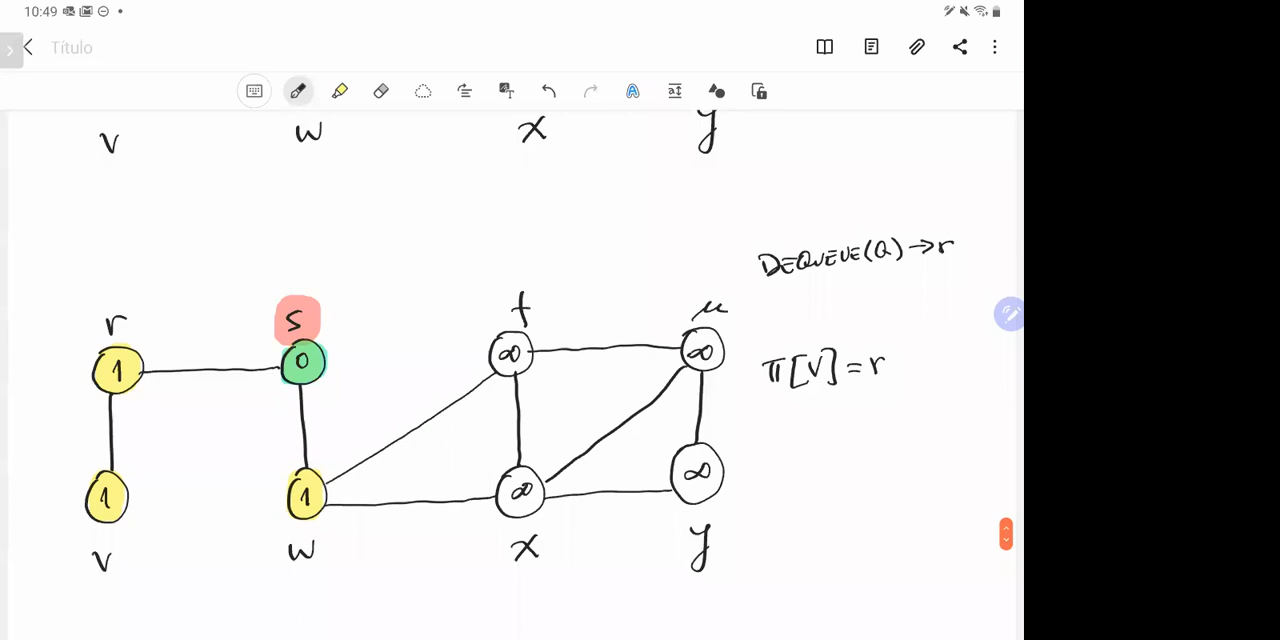 10:49
Título
v w x y
DEQUEUE(Q) → r
r s t u
1 0 ∞ ∞
π[v] = r
1 1 ∞ ∞
v w x y